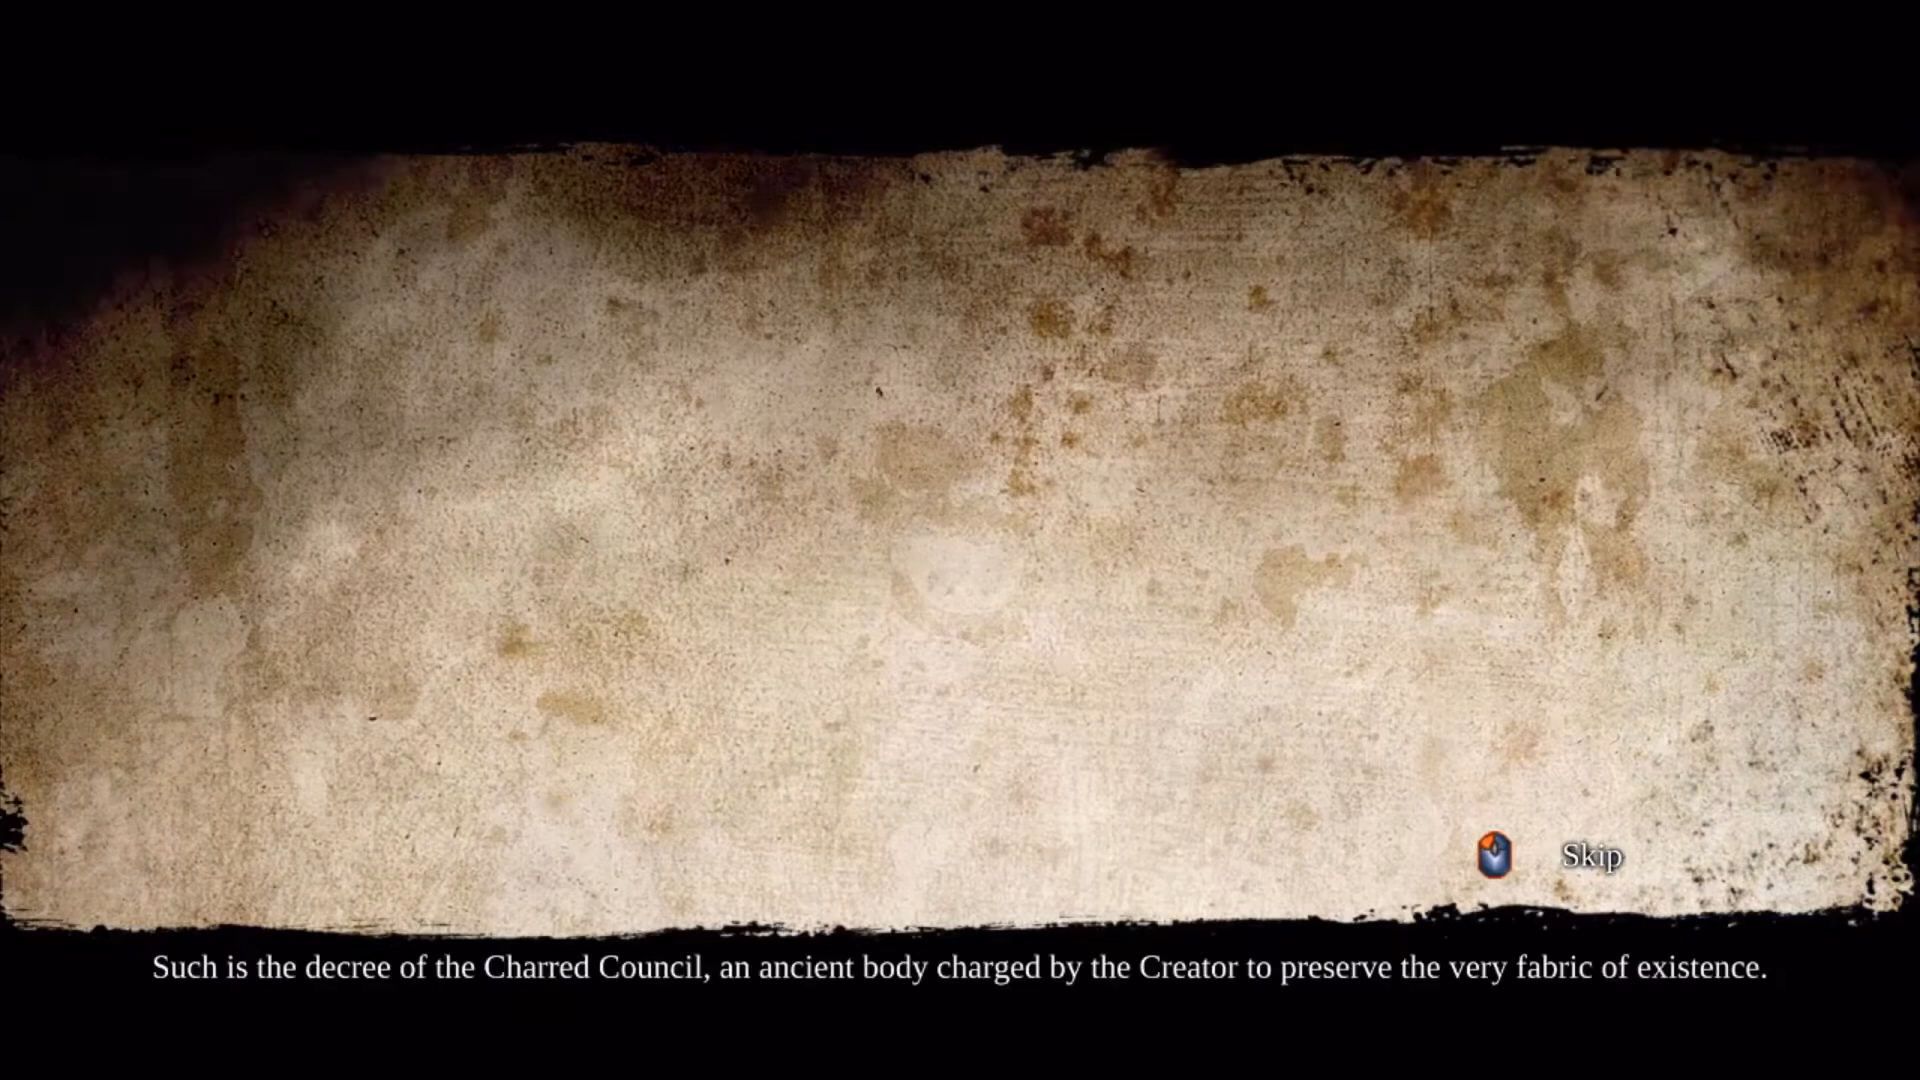 Skip
Such is the decree of the Charred Council, an ancient body charged by the Creator to preserve the very fabric of existence.